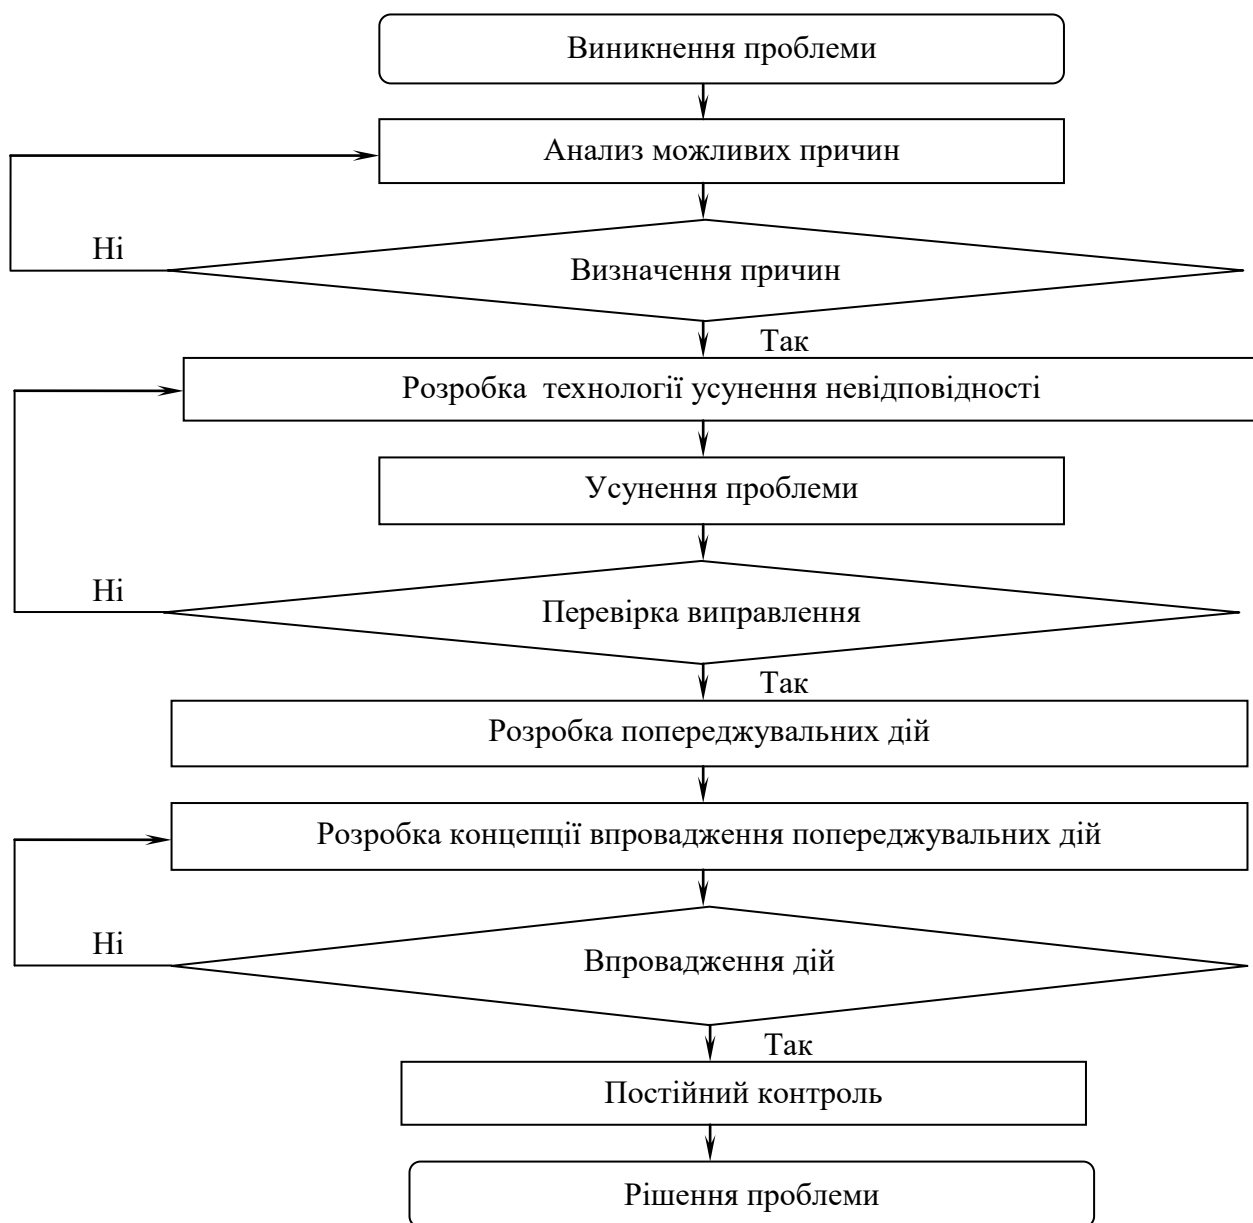 Виникнення проблеми
Анализ можливих причин
Ні
Визначення причин
Так
Розробка технології усунення невідповідності
Усунення проблеми
Ні
Перевірка виправлення
Так
Розробка попереджувальних дій
Розробка концепції впровадження попереджувальних дій
Ні
Впровадження дій
Так
Постійний контроль
Рішення проблеми